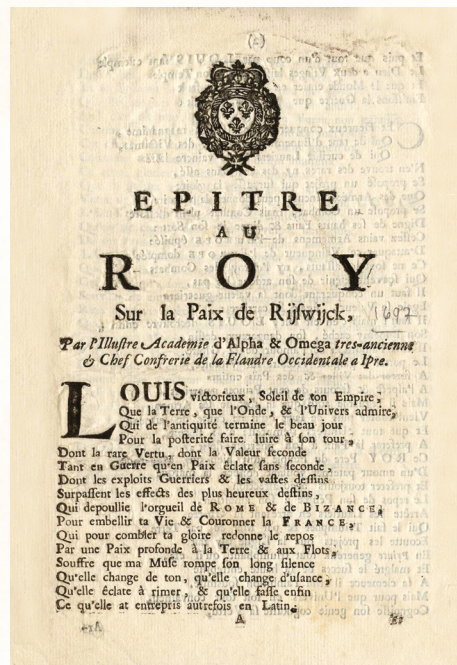 EPITRE
AU
ROY
Sur la Paix de Rijſwijck,
1697
Par l'Illuſtre Academie d'Alpha & Omega tres-ancienne
& Chef Confrerie de la Flandre Occidentale a Ipre.
LOUIS victorieux, Soleil de ton Empire,
Que la Terre, que l'Onde, & l'Univers admire,
Qui de l'antiquité termine le beau jour
Pour la poſterité faire luire à ſon tour,
Dont la rare Vertu, dont la Valeur ſeconde
Tant en Guerre qu'en Paix éclate ſans ſeconde,
Dont les exploits Guerriers & les vaſtes deſſins
Surpaſſent les effects des plus heureux deſtins,
Qui depoullie l'orgueil de ROME & de BIZANCE,
Pour embellir ta Vie & Couronner la FRANCE,
Qui pour combler ta gloire redonne le repos
Par une Paix profonde à la Terre & aux Flots,
Souffre que ma Muſe rompe ſon long ſilence
Qu'elle change de ton, qu'elle change d'uſance,
Qu'elle éclate à rimer, & qu'elle faſſe enfin
Ce qu'elle at entrepris autrefois en Latin.
A